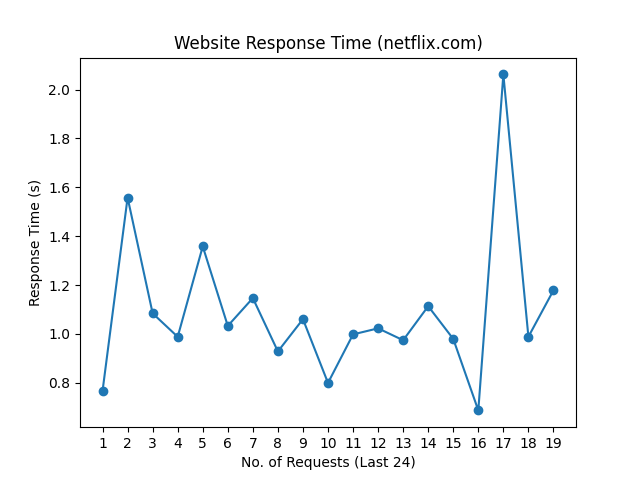 Website Response Time (netflix.com)
Response Time (s)
2.0
1.8
1.6
1.4
1.2
1.0
0.8
1 2 3 4 5 6 7 8 9 10 11 12 13 14 15 16 17 18 19
No. of Requests (Last 24)